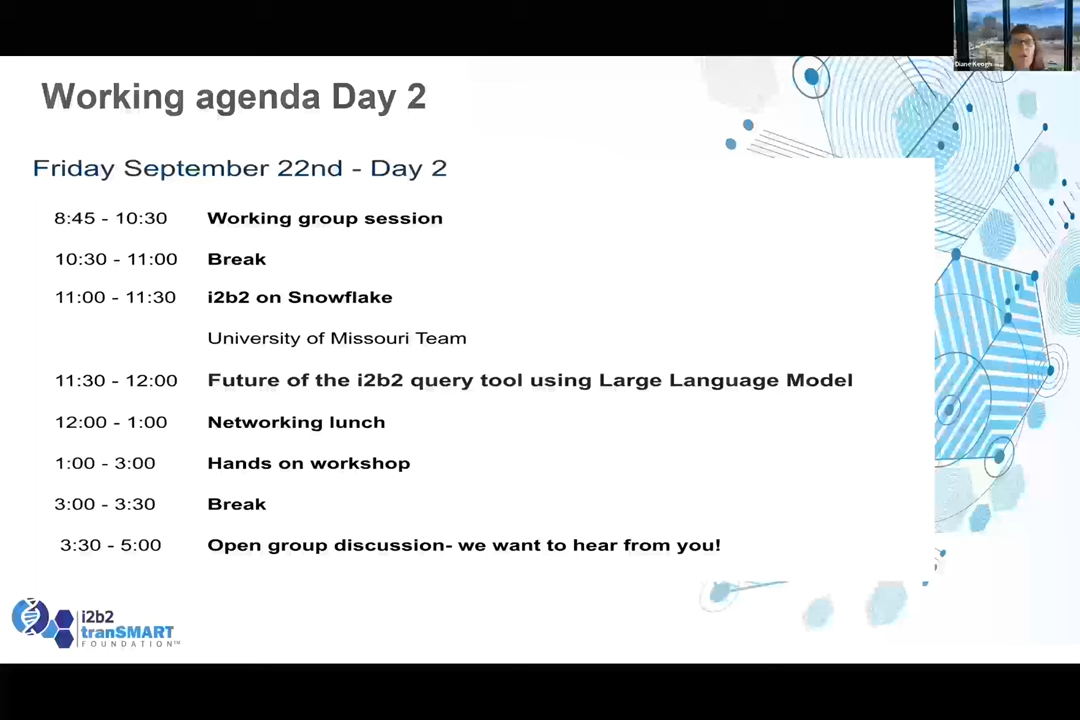 Diane Keogh
Working agenda Day 2
Friday September 22nd - Day 2
8:45 - 10:30 Working group session
10:30 - 11:00 Break
11:00 - 11:30 i2b2 on Snowflake
University of Missouri Team
11:30 - 12:00 Future of the i2b2 query tool using Large Language Model
12:00 - 1:00 Networking lunch
1:00 - 3:00 Hands on workshop
3:00 - 3:30 Break
3:30 - 5:00 Open group discussion- we want to hear from you!
i2b2
tranSMART
FOUNDATION™